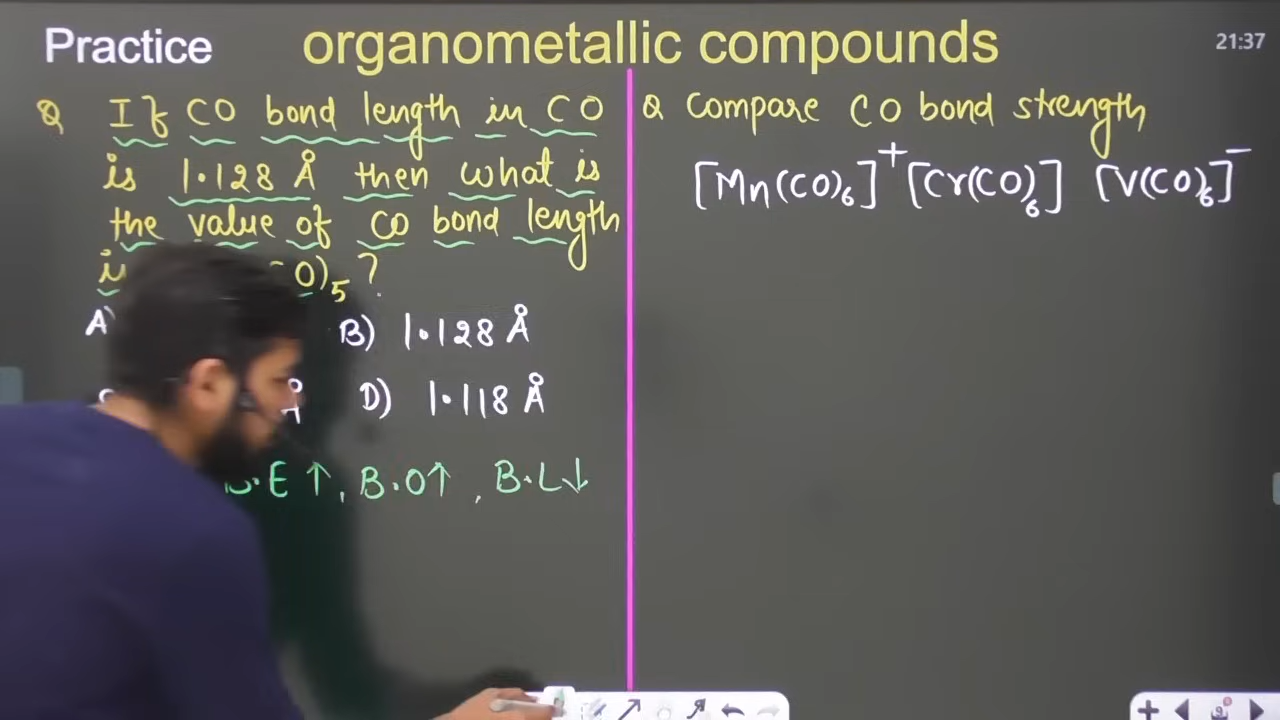 Practice
organometallic compounds
21:37
Q If CO bond length in CO
is 1.128 Å then what is
the value of CO bond length
O)5 ?
A)
B) 1.128 Å
Å
D) 1.118 Å
.E ↑, B.O↑, B.L↓
Q Compare CO bond strength
[Mn(CO)6]+ [Cr(CO)6] [V(CO)6]-